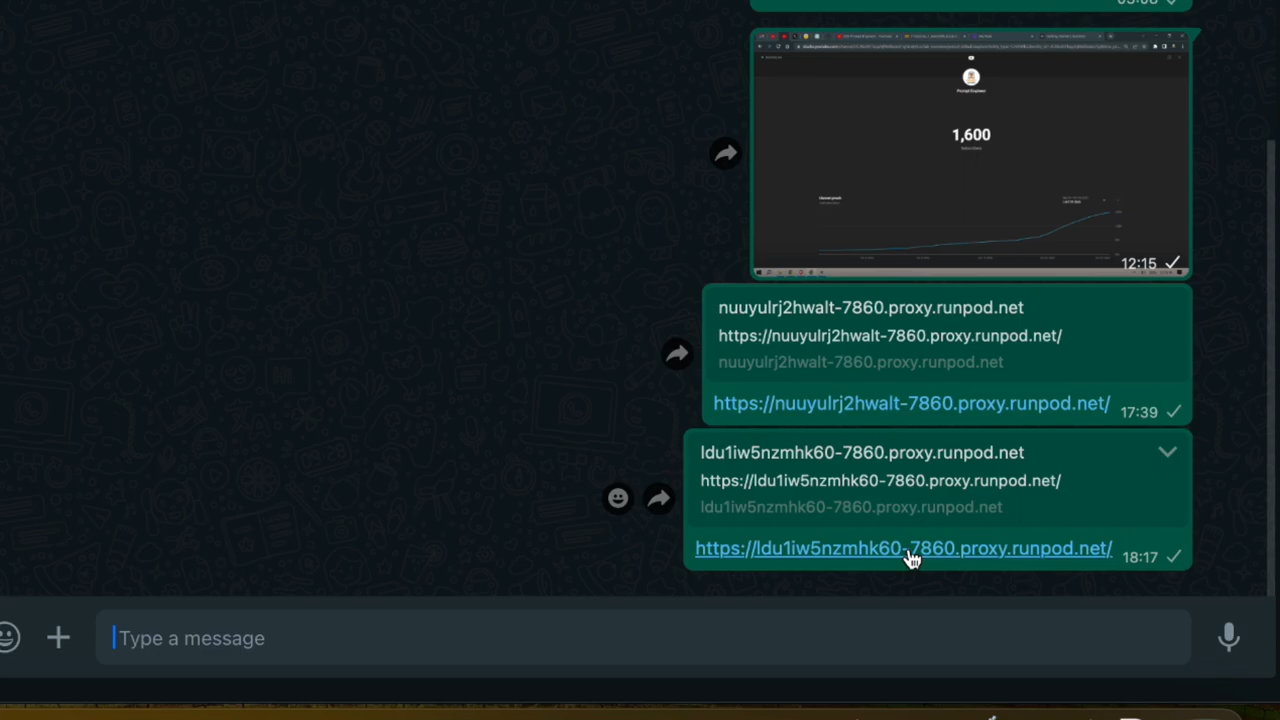 Prompt Engineer
1,600
12:15
nuuyulrj2hwalt-7860.proxy.runpod.net
https://nuuyulrj2hwalt-7860.proxy.runpod.net/
nuuyulrj2hwalt-7860.proxy.runpod.net
https://nuuyulrj2hwalt-7860.proxy.runpod.net/
17:39
ldu1iw5nzmhk60-7860.proxy.runpod.net
https://ldu1iw5nzmhk60-7860.proxy.runpod.net/
ldu1iw5nzmhk60-7860.proxy.runpod.net
https://ldu1iw5nzmhk60-7860.proxy.runpod.net/
18:17
Type a message